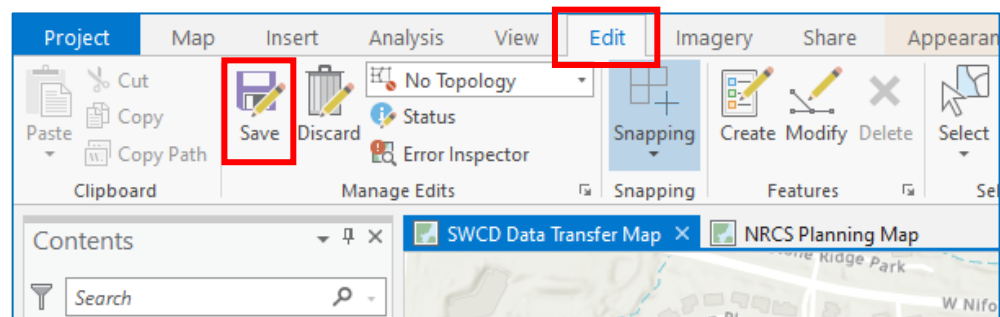 Project Map Insert Analysis View Edit Imagery Share Appearan
Cut
Copy
Copy Path
Paste
Save
Discard
No Topology
Status
Error Inspector
Snapping
Create
Modify
Delete
Select
Clipboard
Manage Edits
Snapping
Features
Sel
Contents
Search
SWCD Data Transfer Map
NRCS Planning Map
Ridge Park
W Nifo